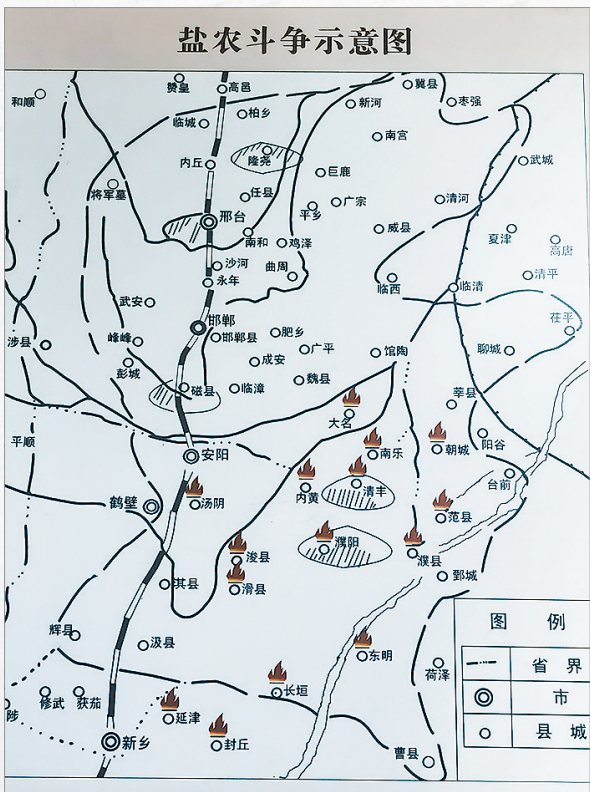 盐农斗争示意图
冀县
赞皇
高邑
枣强
和顺
新河
柏乡
临城
南宫
隆尧
武城
内丘
巨鹿
将军墓
任县
广宗
清河
平乡
邢台
威县
夏津
南和
鸡泽
高唐
沙河
曲周
清平
永年
临西
临清
武安
邯郸
茌平
峰峰
邯郸县
肥乡
涉县
广平
馆陶
聊城
彭城
成安
魏县
磁县
临漳
莘县
大名
平顺
朝城
阳谷
安阳
南乐
台前
清丰
内黄
鹤壁
汤阴
范县
濮阳
浚县
濮县
鄄城
淇县
滑县
图 例
辉县
汲县
东明
省 界
荷泽
修武
获茄
长垣
市
陟
延津
县 城
新乡
封丘
曹县